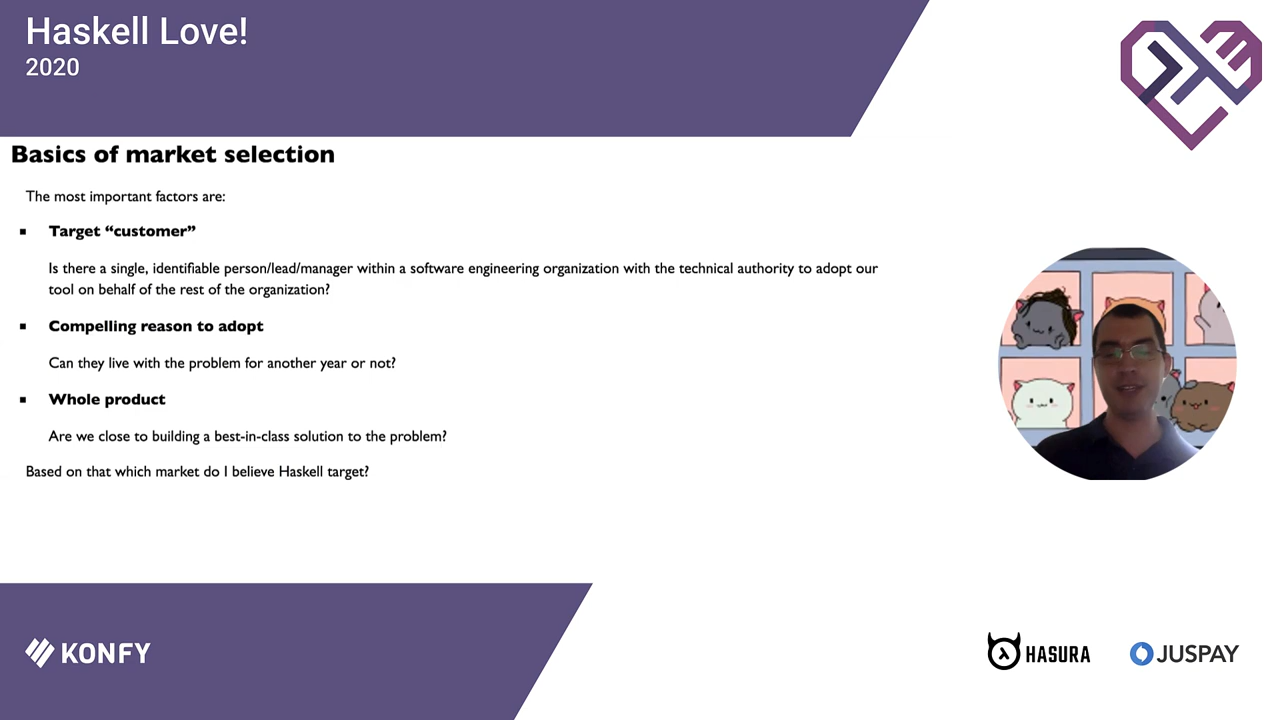 Haskell Love!
2020
Basics of market selection
The most important factors are:
▪ Target “customer”
Is there a single, identifiable person/lead/manager within a software engineering organization with the technical authority to adopt our
tool on behalf of the rest of the organization?
▪ Compelling reason to adopt
Can they live with the problem for another year or not?
▪ Whole product
Are we close to building a best-in-class solution to the problem?
Based on that which market do I believe Haskell target?
KONFY
HASURA
JUSPAY